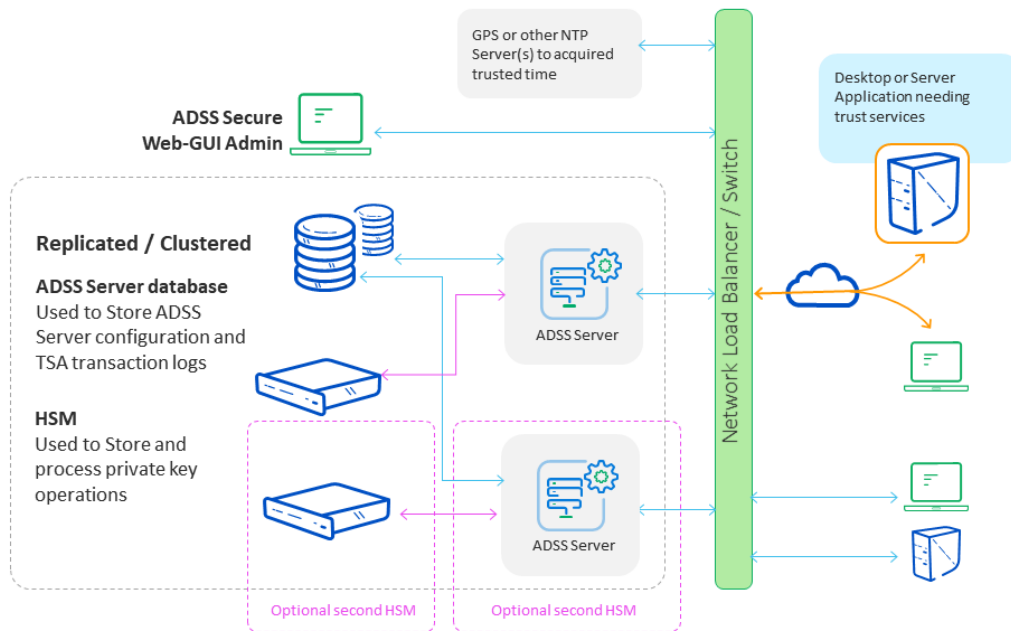 GPS or other NTP
Server(s) to acquired
trusted time
Desktop or Server
Application needing
trust services
ADSS Secure
Web-GUI Admin
Network Load Balancer / Switch
Replicated / Clustered
ADSS Server database
Used to Store ADSS
Server configuration and
TSA transaction logs
ADSS Server
HSM
Used to Store and
process private key
operations
ADSS Server
Optional second HSM
Optional second HSM